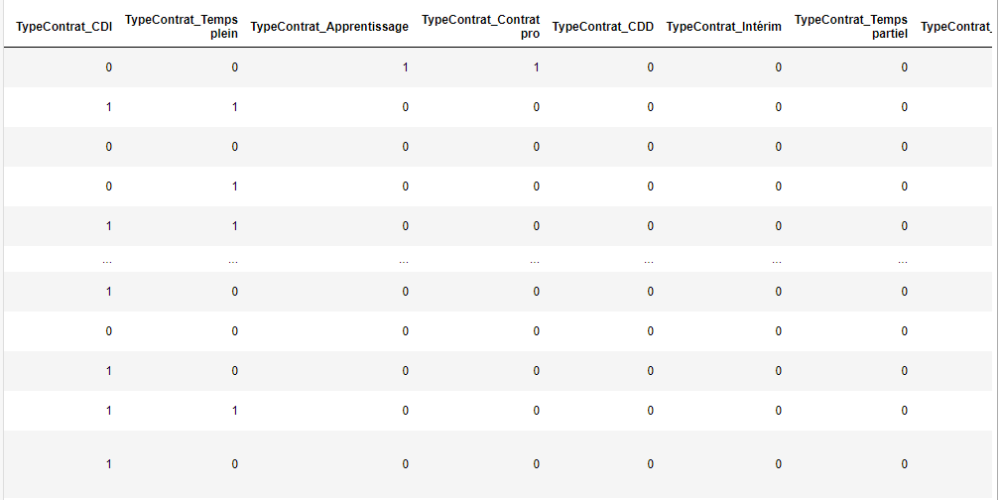 TypeContrat_CDI TypeContrat_Temps plein TypeContrat_Apprentissage TypeContrat_Contrat pro TypeContrat_CDD TypeContrat_Intérim TypeContrat_Temps partiel TypeContrat_
0 0 1 1 0 0 0
1 1 0 0 0 0 0
0 0 0 0 0 0 0
0 1 0 0 0 0 0
1 1 0 0 0 0 0
... ... ... ... ... ... ...
1 0 0 0 0 0 0
0 0 0 0 0 0 0
1 0 0 0 0 0 0
1 1 0 0 0 0 0
1 0 0 0 0 0 0